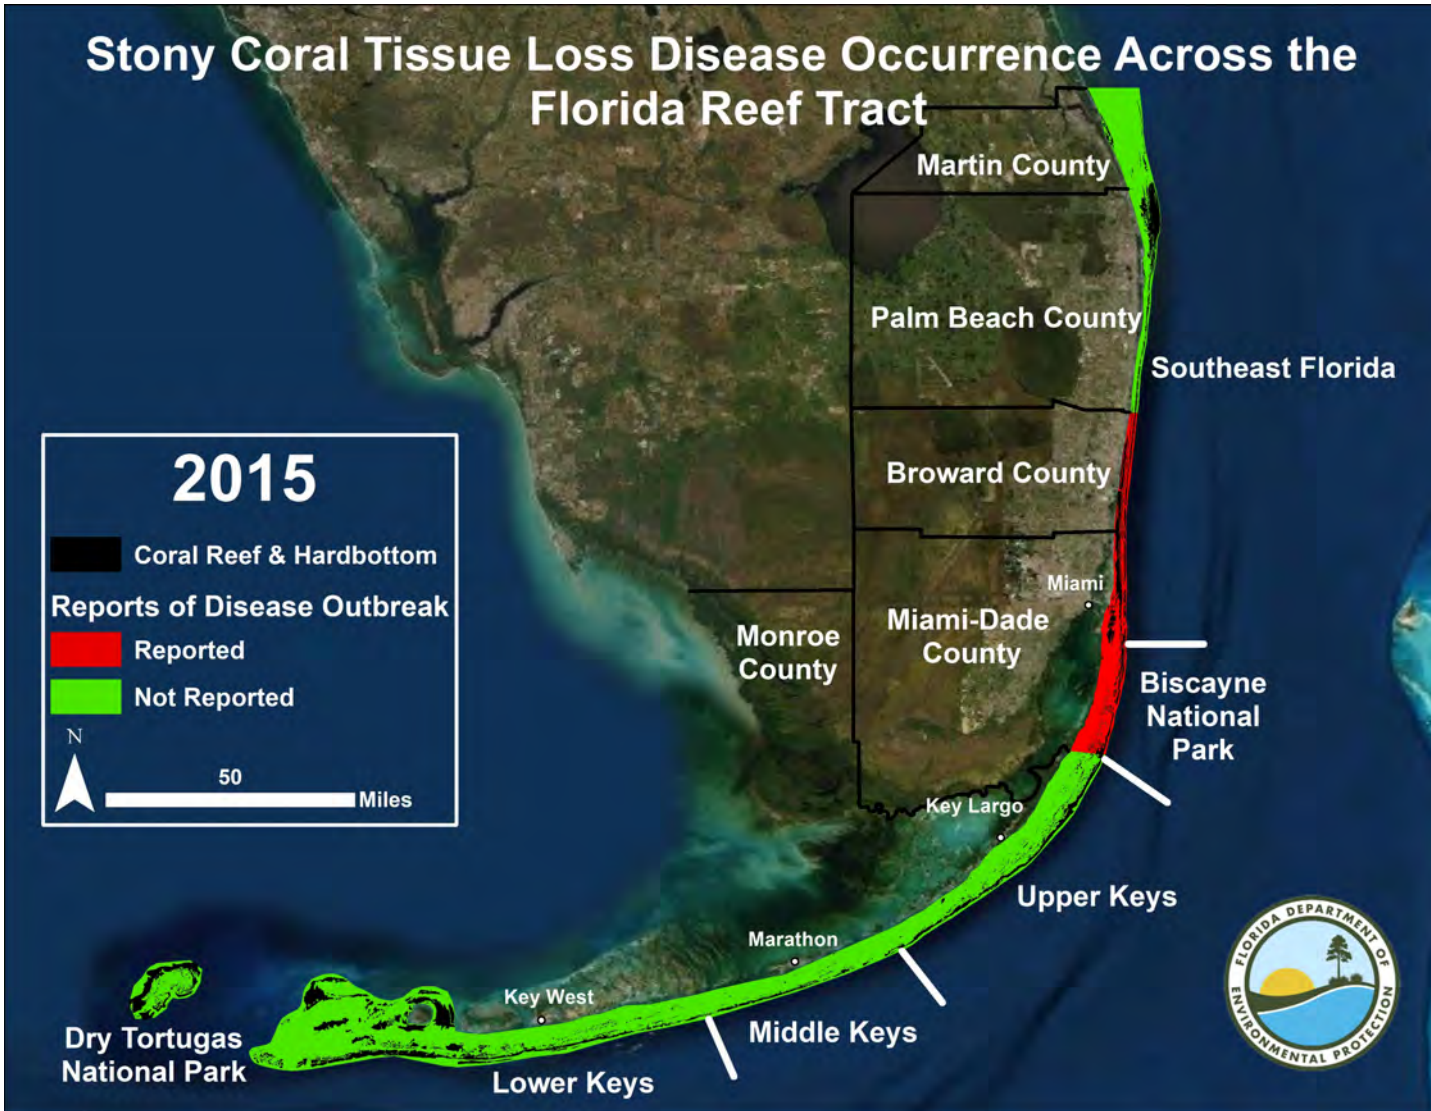 Stony Coral Tissue Loss Disease Occurrence Across the
Florida Reef Tract
Martin County
Palm Beach County
Southeast Florida
Broward County
2015
Coral Reef & Hardbottom
Reports of Disease Outbreak
Reported
Not Reported
N
50
Miles
Miami
Miami-Dade
County
Monroe
County
Biscayne
National
Park
Key Largo
Upper Keys
Marathon
Middle Keys
Key West
Lower Keys
Dry Tortugas
National Park
FLORIDA DEPARTMENT OF
ENVIRONMENTAL PROTECTION